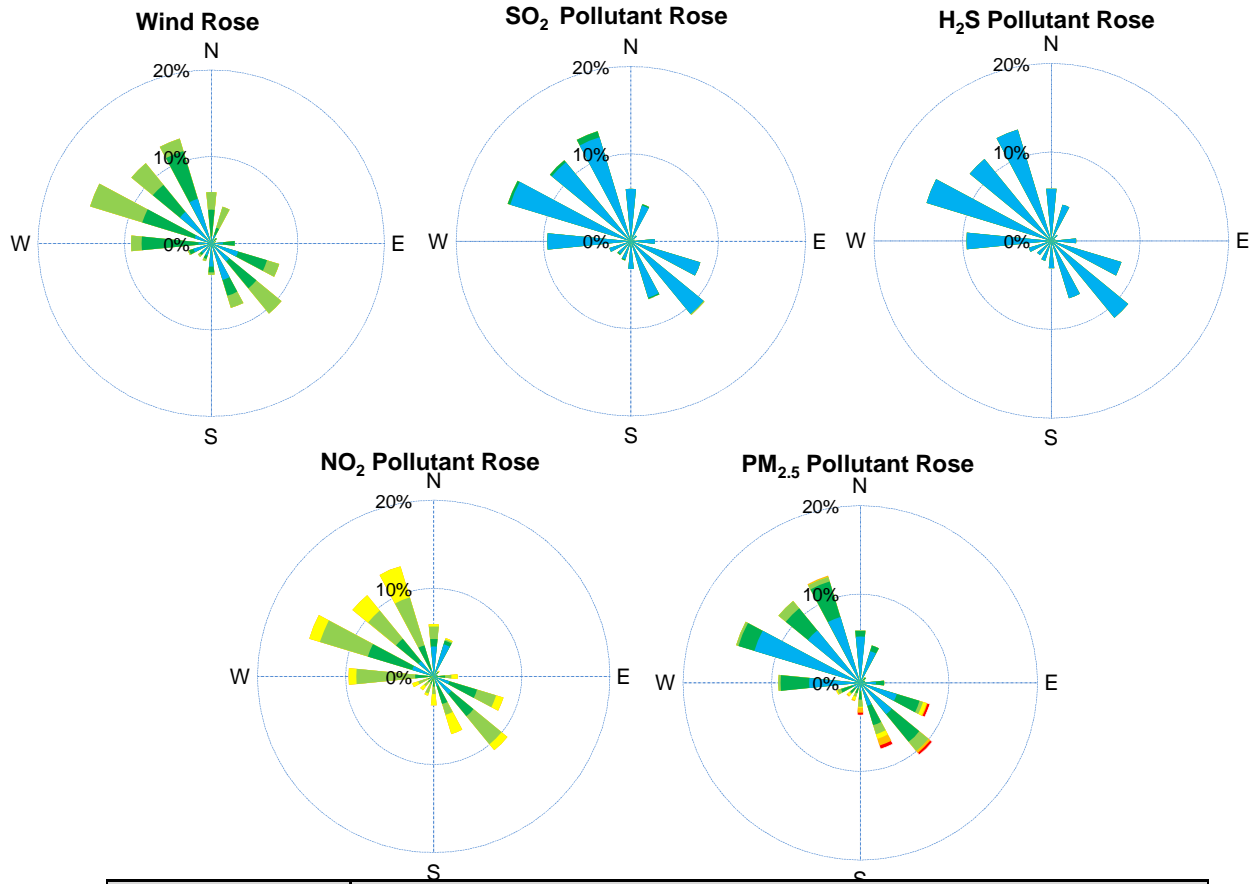 Wind Rose
N
20%
10%
0%
W
E
S
SO₂ Pollutant Rose
N
20%
10%
0%
W
E
S
H₂S Pollutant Rose
N
20%
10%
0%
W
E
S
NO₂ Pollutant Rose
N
20%
10%
0%
W
E
S
PM₂.₅ Pollutant Rose
N
20%
10%
0%
W
E
S